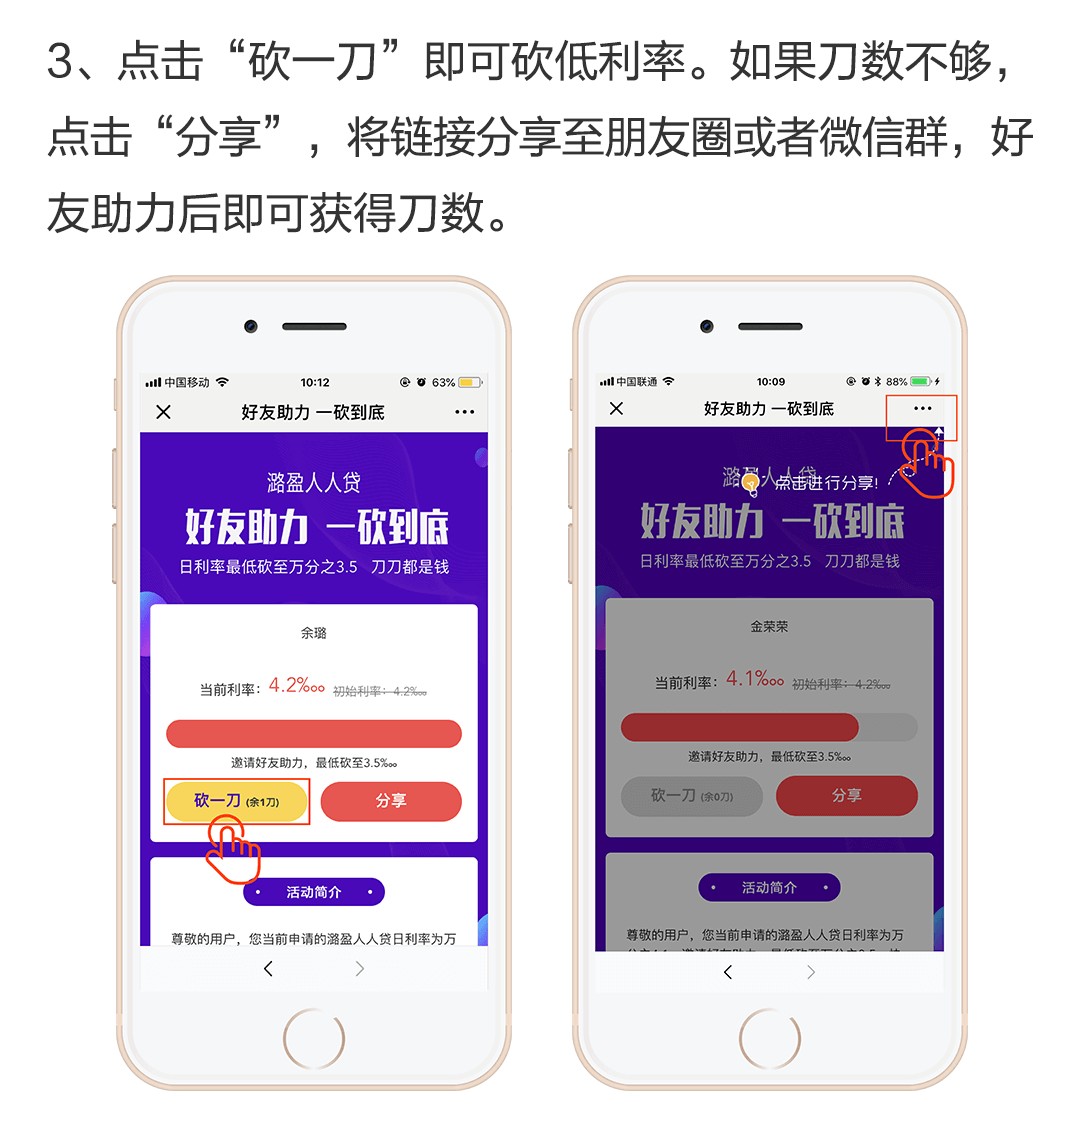 3、点击“砍一刀”即可砍低利率。如果刀数不够，
点击“分享”，将链接分享至朋友圈或者微信群，好
友助力后即可获得刀数。
中国移动
10:12
63%
好友助力 一砍到底
潞盈人人贷
好友助力 一砍到底
日利率最低砍至万分之3.5 刀刀都是钱
余璐
当前利率：4.2‱ 初始利率：4.2‱
邀请好友助力，最低砍至3.5‱
砍一刀（余1刀）
分享
活动简介
尊敬的用户，您当前申请的潞盈人人贷日利率为万
中国联通
10:09
88%
好友助力 一砍到底
潞盈人人贷
点击进行分享!
好友助力 一砍到底
日利率最低砍至万分之3.5 刀刀都是钱
金荣荣
当前利率：4.1‱ 初始利率：4.2‱
邀请好友助力，最低砍至3.5‱
砍一刀（余0刀）
分享
活动简介
尊敬的用户，您当前申请的潞盈人人贷日利率为万